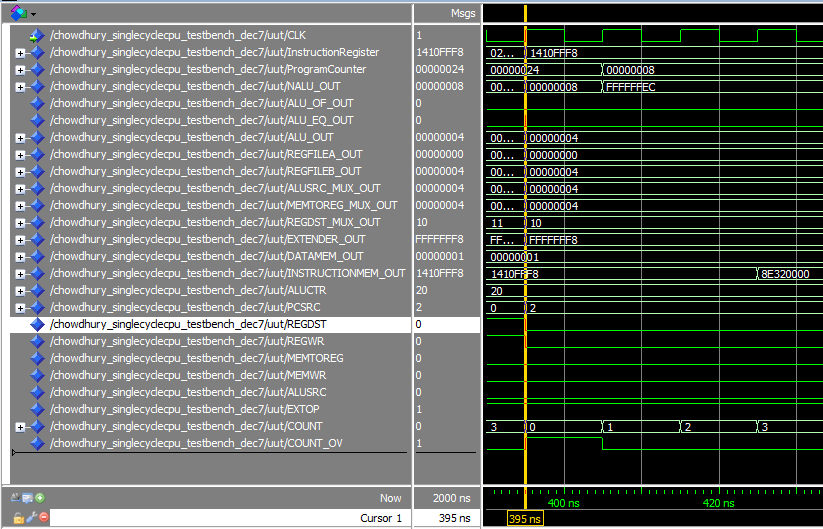 Msgs
/chowdhury_singlecyclecpu_testbench_dec7/uut/CLK 1
/chowdhury_singlecyclecpu_testbench_dec7/uut/InstructionRegister 1410FFF8 02... 1410FFF8
/chowdhury_singlecyclecpu_testbench_dec7/uut/ProgramCounter 00000024 00000024 00000008
/chowdhury_singlecyclecpu_testbench_dec7/uut/NALU_OUT 00000008 00... 00000008 FFFFFFEC
/chowdhury_singlecyclecpu_testbench_dec7/uut/ALU_OF_OUT 0
/chowdhury_singlecyclecpu_testbench_dec7/uut/ALU_EQ_OUT 0
/chowdhury_singlecyclecpu_testbench_dec7/uut/ALU_OUT 00000004 00... 00000004
/chowdhury_singlecyclecpu_testbench_dec7/uut/REGFILEA_OUT 00000000 00... 00000000
/chowdhury_singlecyclecpu_testbench_dec7/uut/REGFILEB_OUT 00000004 00... 00000004
/chowdhury_singlecyclecpu_testbench_dec7/uut/ALUSRC_MUX_OUT 00000004 00... 00000004
/chowdhury_singlecyclecpu_testbench_dec7/uut/MEMTOREG_MUX_OUT 00000004 00... 00000004
/chowdhury_singlecyclecpu_testbench_dec7/uut/REGDST_MUX_OUT 10 11 10
/chowdhury_singlecyclecpu_testbench_dec7/uut/EXTENDER_OUT FFFFFFF8 FF... FFFFFFF8
/chowdhury_singlecyclecpu_testbench_dec7/uut/DATAMEM_OUT 00000001 00000001
/chowdhury_singlecyclecpu_testbench_dec7/uut/INSTRUCTIONMEM_OUT 1410FFF8 1410FFF8 8E320000
/chowdhury_singlecyclecpu_testbench_dec7/uut/ALUCTR 20 20
/chowdhury_singlecyclecpu_testbench_dec7/uut/PCSRC 2 0 2
/chowdhury_singlecyclecpu_testbench_dec7/uut/REGDST 0
/chowdhury_singlecyclecpu_testbench_dec7/uut/REGWR 0
/chowdhury_singlecyclecpu_testbench_dec7/uut/MEMTOREG 0
/chowdhury_singlecyclecpu_testbench_dec7/uut/MEMWR 0
/chowdhury_singlecyclecpu_testbench_dec7/uut/ALUSRC 0
/chowdhury_singlecyclecpu_testbench_dec7/uut/EXTOP 1
/chowdhury_singlecyclecpu_testbench_dec7/uut/COUNT 0 3 0 1 2 3
/chowdhury_singlecyclecpu_testbench_dec7/uut/COUNT_OV 1
Now 2000 ns 400 ns 420 ns
Cursor 1 395 ns 395 ns